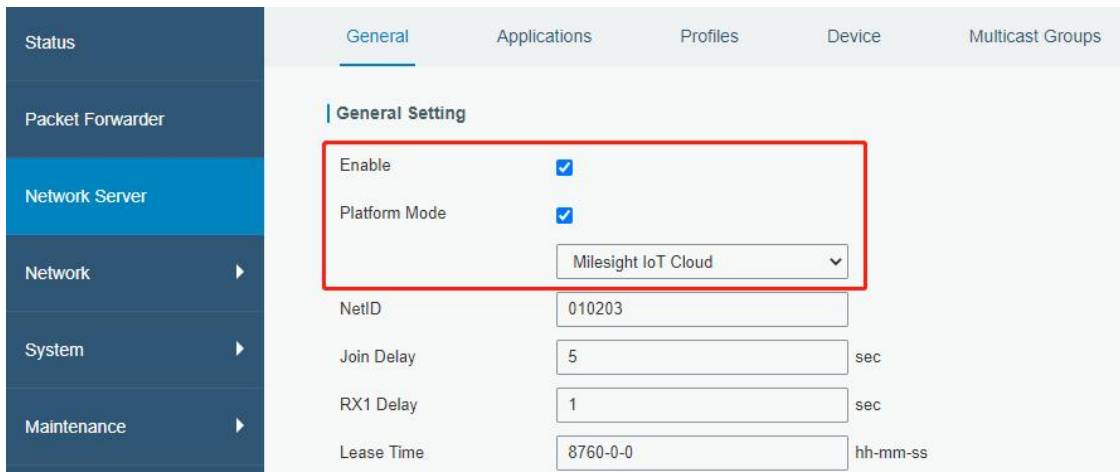 Status
Packet Forwarder
Network Server
Network
System
Maintenance
General Applications Profiles Device Multicast Groups
General Setting
Enable
Platform Mode
Milesight IoT Cloud
NetID 010203
Join Delay 5 sec
RX1 Delay 1 sec
Lease Time 8760-0-0 hh-mm-ss